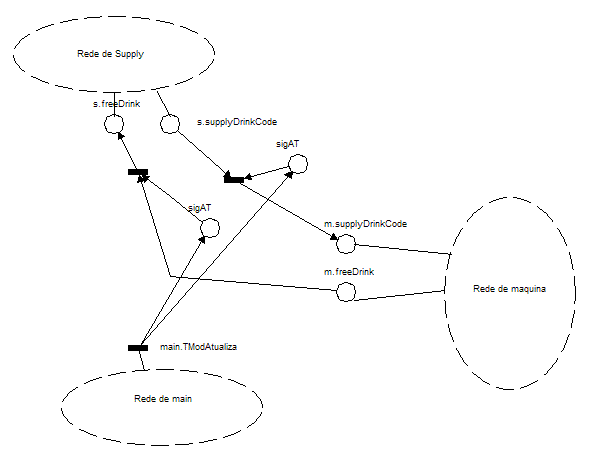 Rede de Supply
s.freeDrink
s.supplyDrinkCode
sigAT
sigAT
m.supplyDrinkCode
m.freeDrink
Rede de maquina
main.TModAtualiza
Rede de main